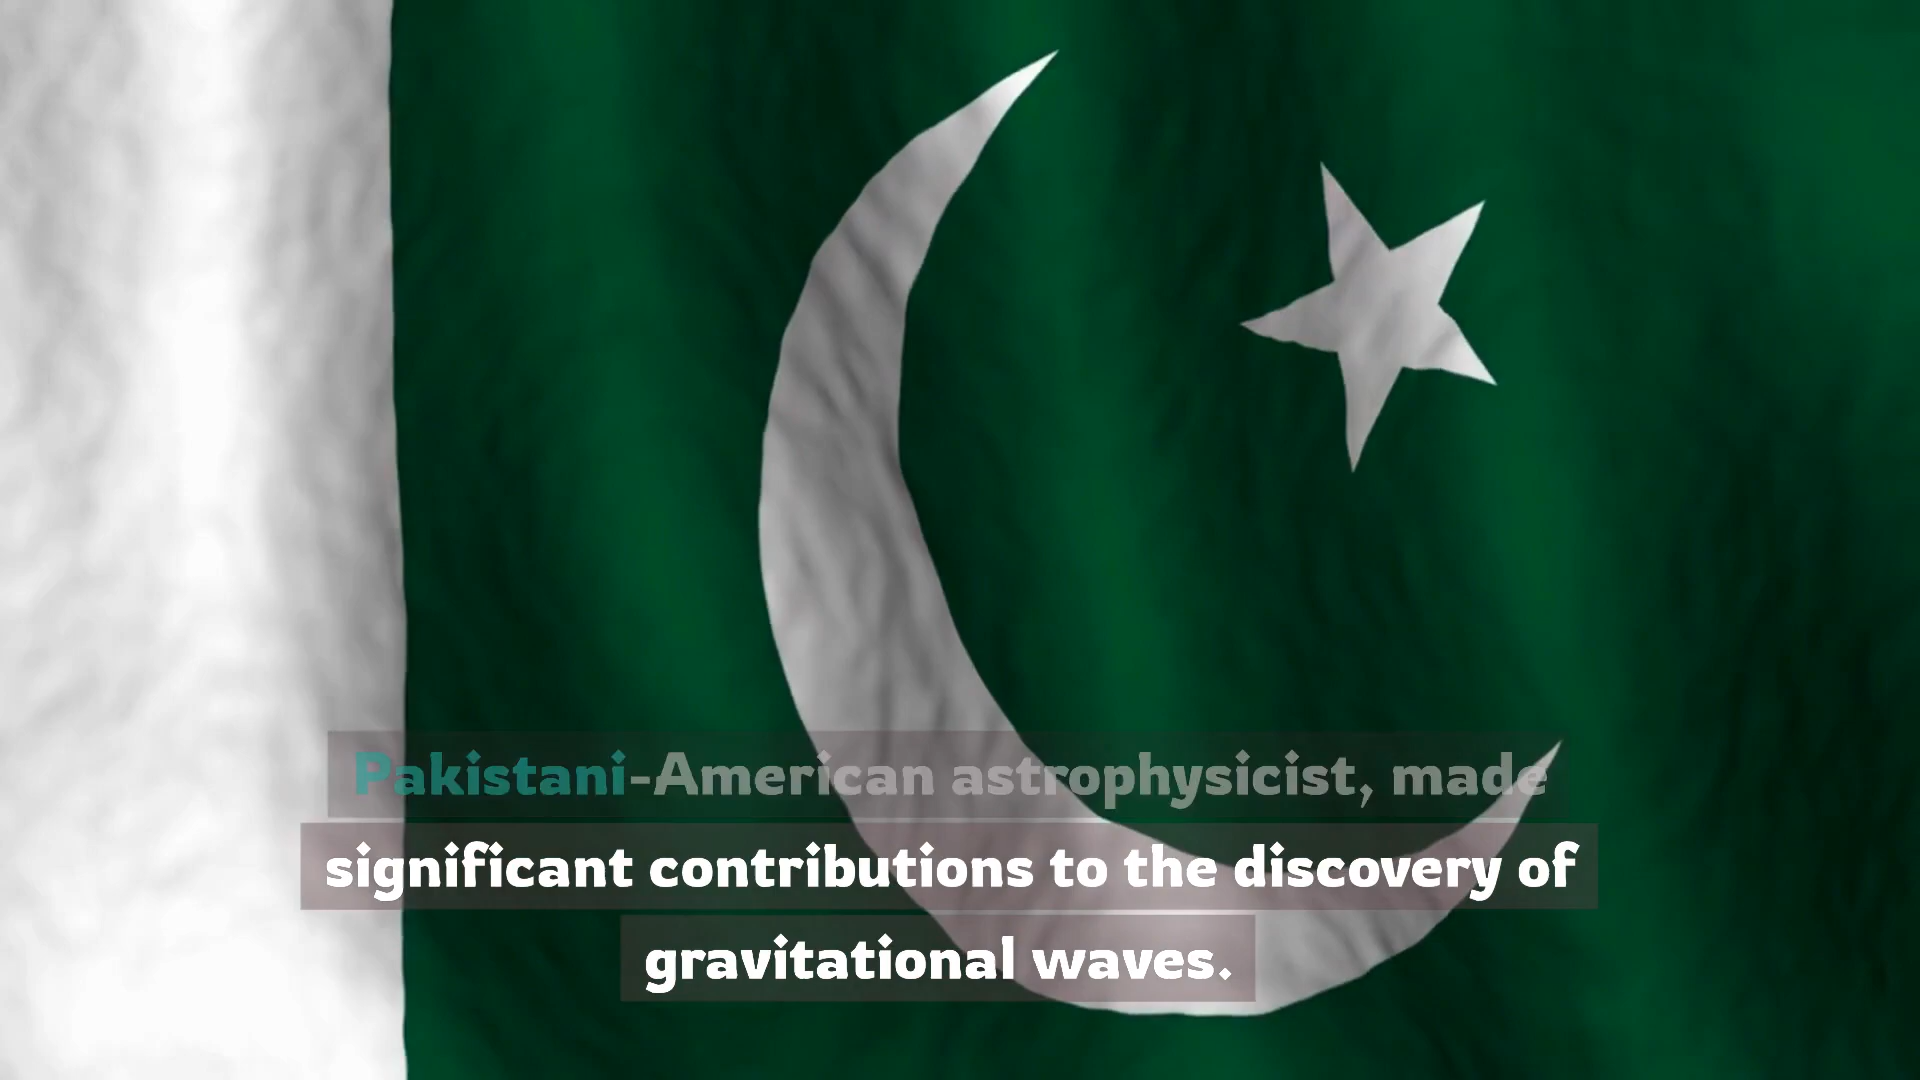 Pakistani-American astrophysicist, made
significant contributions to the discovery of
gravitational waves.